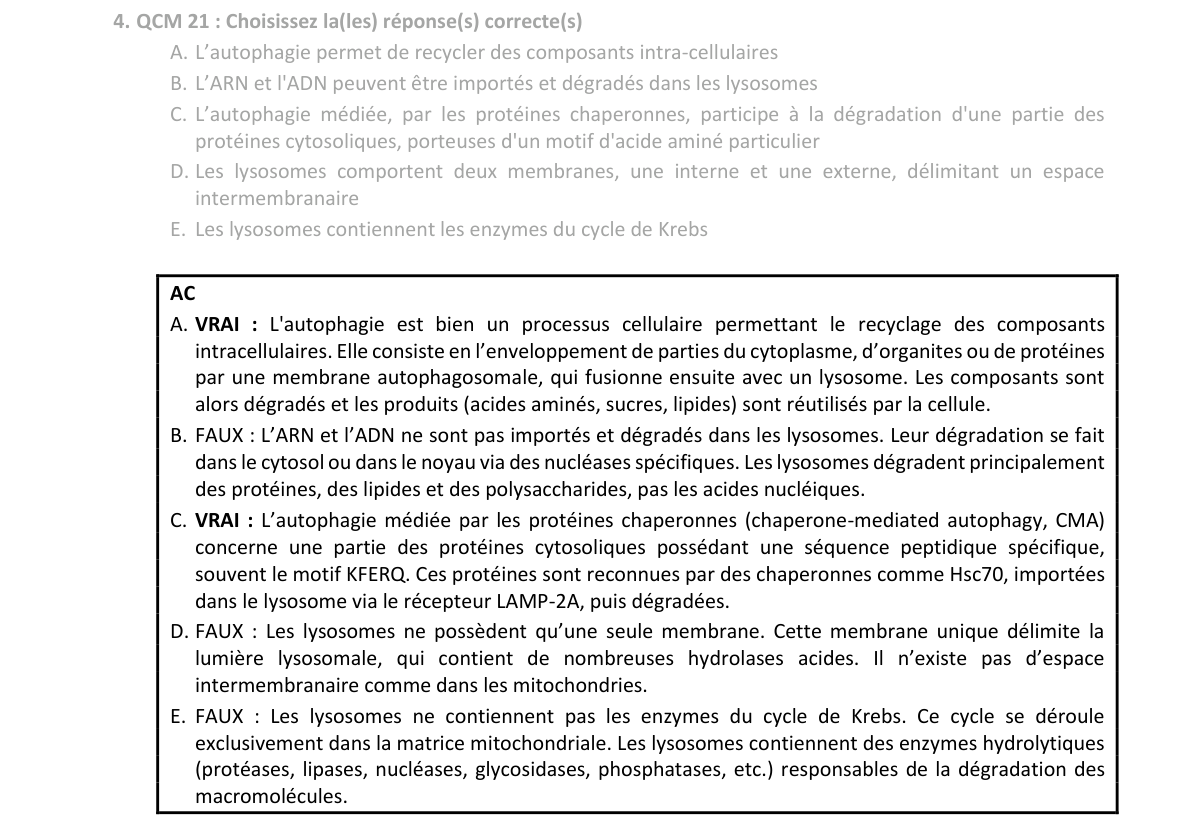 4. QCM 21 : Choisissez la(les) réponse(s) correcte(s)
A. L’autophagie permet de recycler des composants intra-cellulaires
B. L’ARN et l'ADN peuvent être importés et dégradés dans les lysosomes
C. L’autophagie médiée, par les protéines chaperonnes, participe à la dégradation d'une partie des
protéines cytosoliques, porteuses d'un motif d'acide aminé particulier
D. Les lysosomes comportent deux membranes, une interne et une externe, délimitant un espace
intermembranaire
E. Les lysosomes contiennent les enzymes du cycle de Krebs
AC
A. VRAI : L'autophagie est bien un processus cellulaire permettant le recyclage des composants
intracellulaires. Elle consiste en l’enveloppement de parties du cytoplasme, d’organites ou de protéines
par une membrane autophagosomale, qui fusionne ensuite avec un lysosome. Les composants sont
alors dégradés et les produits (acides aminés, sucres, lipides) sont réutilisés par la cellule.
B. FAUX : L’ARN et l’ADN ne sont pas importés et dégradés dans les lysosomes. Leur dégradation se fait
dans le cytosol ou dans le noyau via des nucléases spécifiques. Les lysosomes dégradent principalement
des protéines, des lipides et des polysaccharides, pas les acides nucléiques.
C. VRAI : L’autophagie médiée par les protéines chaperonnes (chaperone-mediated autophagy, CMA)
concerne une partie des protéines cytosoliques possédant une séquence peptidique spécifique,
souvent le motif KFERQ. Ces protéines sont reconnues par des chaperonnes comme Hsc70, importées
dans le lysosome via le récepteur LAMP-2A, puis dégradées.
D. FAUX : Les lysosomes ne possèdent qu’une seule membrane. Cette membrane unique délimite la
lumière lysosomale, qui contient de nombreuses hydrolases acides. Il n’existe pas d’espace
intermembranaire comme dans les mitochondries.
E. FAUX : Les lysosomes ne contiennent pas les enzymes du cycle de Krebs. Ce cycle se déroule
exclusivement dans la matrice mitochondriale. Les lysosomes contiennent des enzymes hydrolytiques
(protéases, lipases, nucléases, glycosidases, phosphatases, etc.) responsables de la dégradation des
macromolécules.